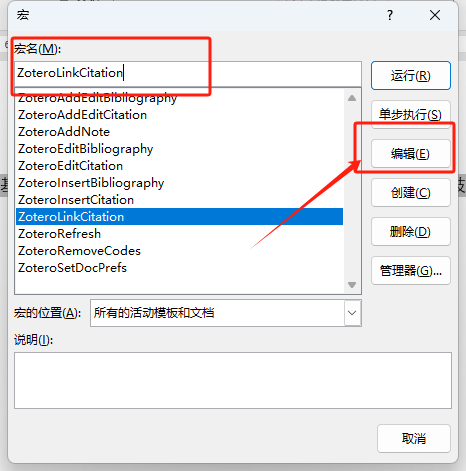 宏
宏名(M):
ZoteroLinkCitation
ZoteroAddEditBibliography
ZoteroAddEditCitation
ZoteroAddNote
ZoteroEditBibliography
ZoteroEditCitation
ZoteroInsertBibliography
ZoteroInsertCitation
ZoteroLinkCitation
ZoteroRefresh
ZoteroRemoveCodes
ZoteroSetDocPrefs
运行(R)
单步执行(S)
编辑(E)
创建(C)
删除(D)
管理器(G)...
宏的位置(A):
所有的活动模板和文档
说明(I):
取消